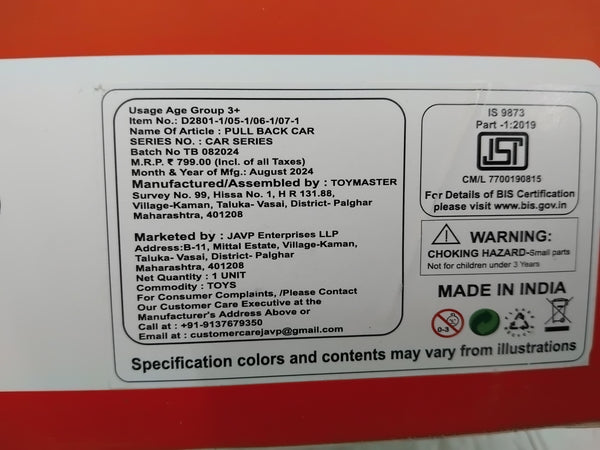 Usage Age Group 3+
Item No.: D2801-1/05-1/06-1/07-1
Name Of Article : PULL BACK CAR
SERIES NO. : CAR SERIES
Batch No TB 082024
M.R.P. ₹ 799.00 (Incl. of all Taxes)
Month & Year of Mfg.: August 2024
Manufactured/Assembled by : TOYMASTER
Survey No. 99, Hissa No. 1, H R 131.88,
Village-Kaman, Taluka- Vasai, District- Palghar
Maharashtra, 401208
Marketed by : JAVP Enterprises LLP
Address:B-11, Mittal Estate, Village-Kaman,
Taluka- Vasai, District- Palghar
Maharashtra, 401208
Net Quantity : 1 UNIT
Commodity : TOYS
For Consumer Complaints, /Please Contact
Our Customer Care Executive at the
Manufacturer's Address Above or
Call at : +91-9137679350
Email at : customercarejavp@gmail.com
IS 9873
Part -1:2019
ISI
CM/L 7700190815
For Details of BIS Certification
please visit www.bis.gov.in
WARNING:
CHOKING HAZARD-Small parts
Not for children under 3 Years
MADE IN INDIA
0-3
Specification colors and contents may vary from illustrations